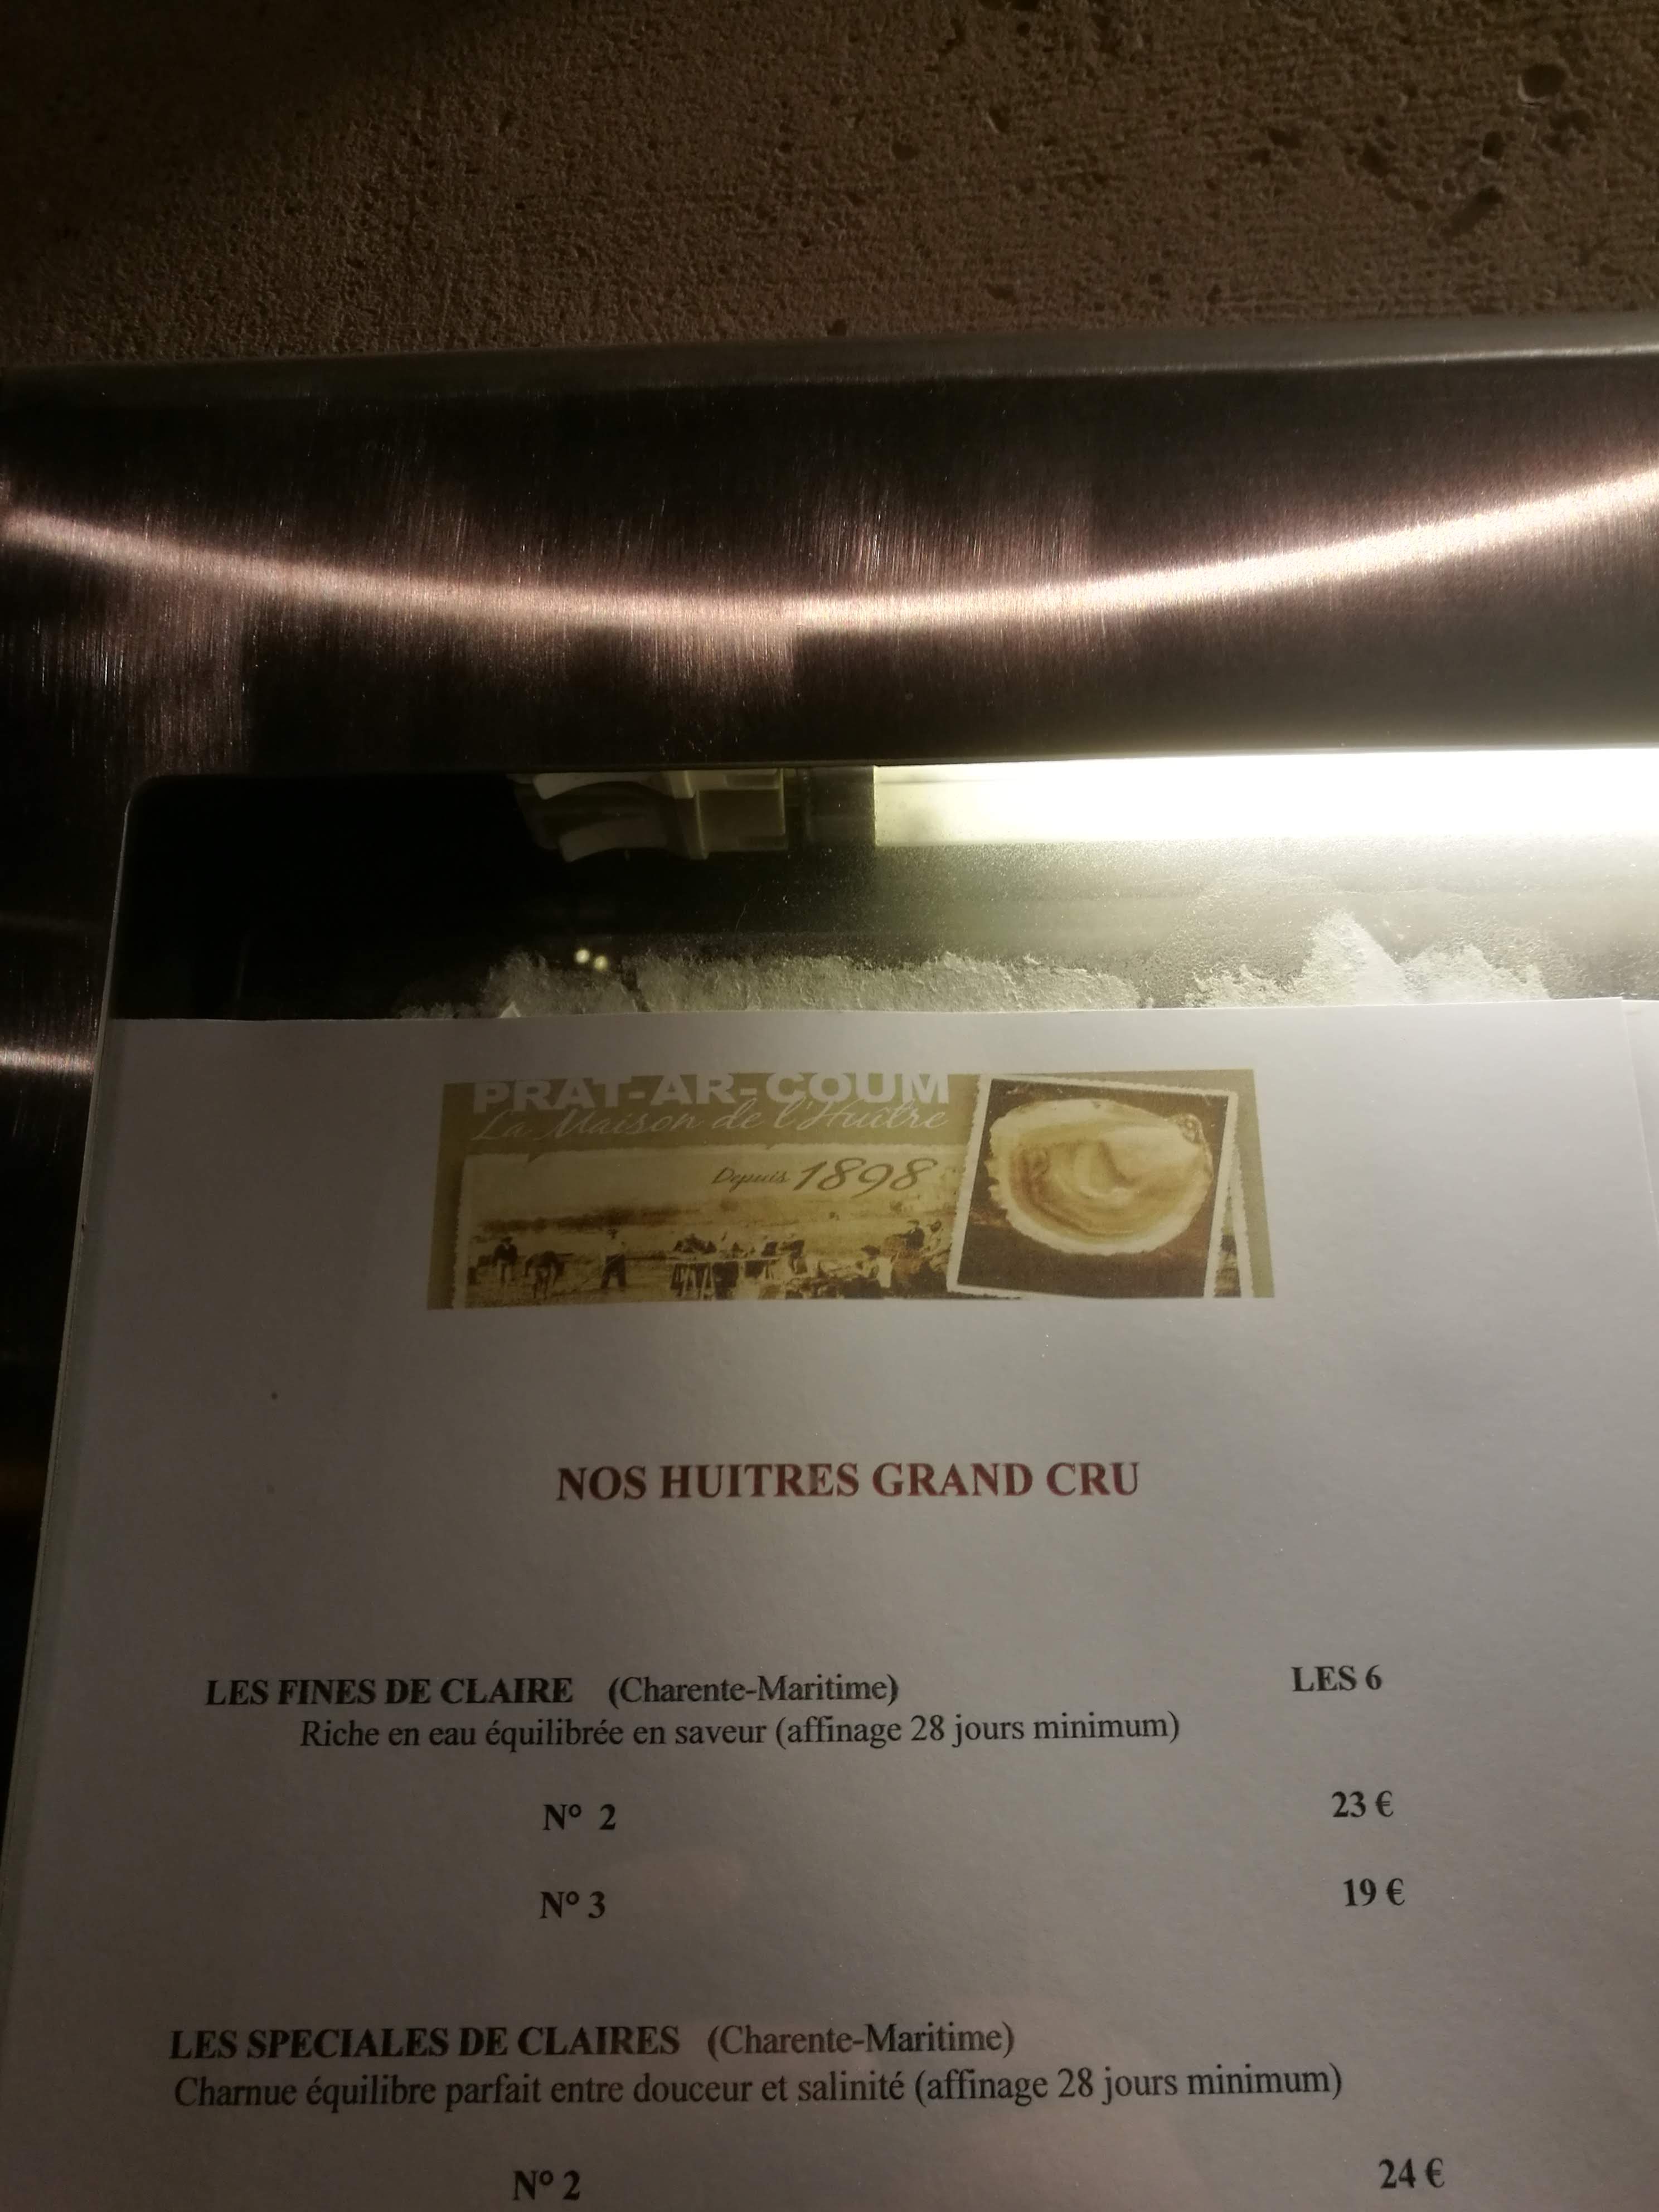 PRAT-AR-COUM
La Maison de l'Huître
Depuis 1898
NOS HUITRES GRAND CRU
LES FINES DE CLAIRE (Charente-Maritime) LES 6
Riche en eau équilibrée en saveur (affinage 28 jours minimum)
N° 2 23 €
N° 3 19 €
LES SPECIALES DE CLAIRES (Charente-Maritime)
Charnue équilibre parfait entre douceur et salinité (affinage 28 jours minimum)
N° 2 24 €